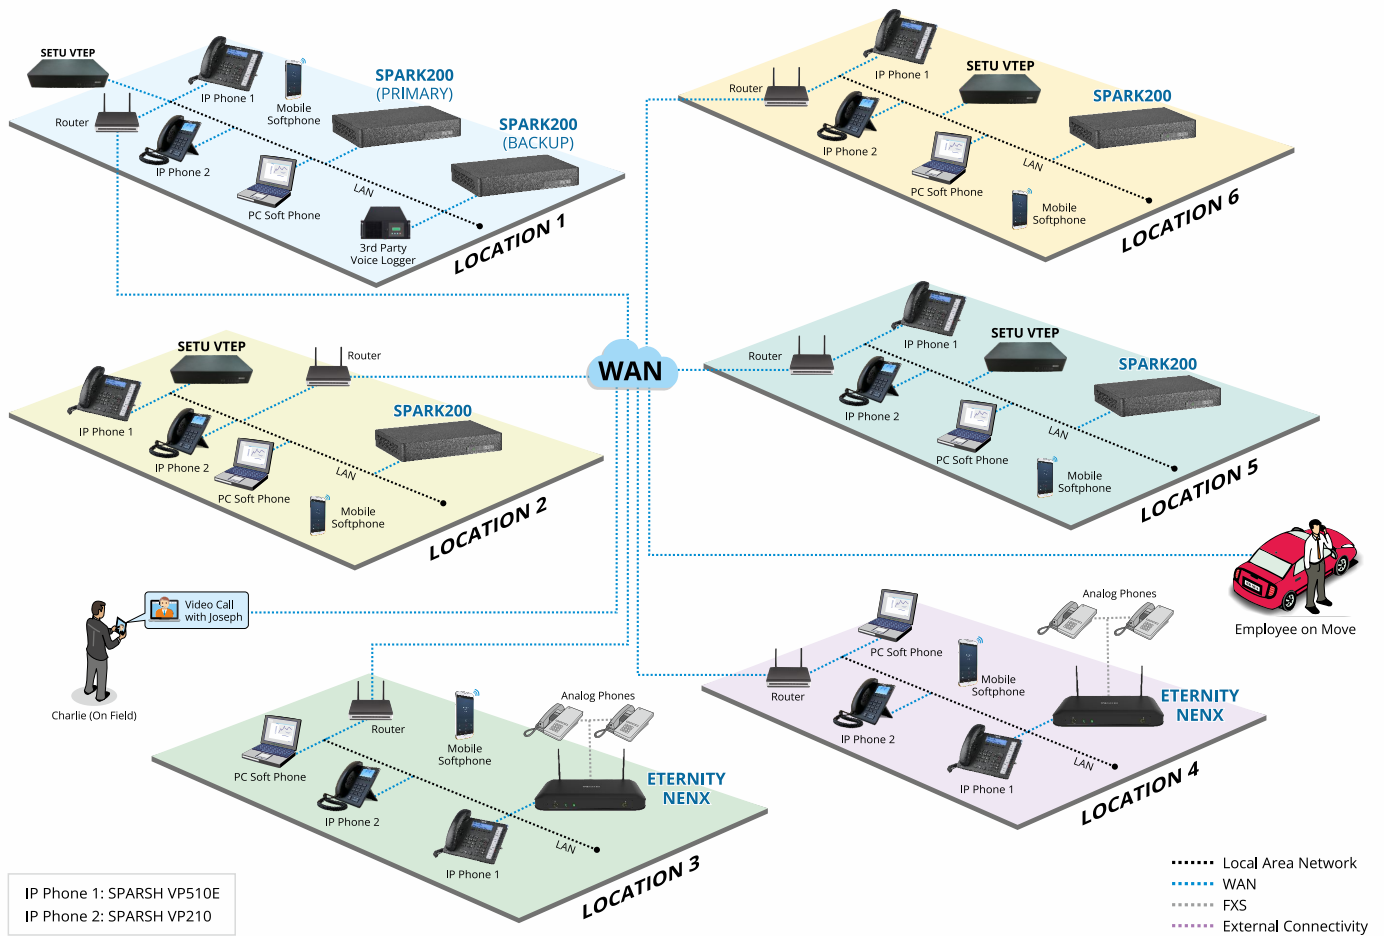 SETU VTEP
Router
IP Phone 1
IP Phone 2
Mobile
Softphone
PC Soft Phone
SPARK200
(PRIMARY)
SPARK200
(BACKUP)
LAN
3rd Party
Voice Logger
LOCATION 1
Router
IP Phone 1
IP Phone 2
SETU VTEP
SPARK200
PC Soft Phone
LAN
Mobile
Softphone
LOCATION 6
SETU VTEP
Router
IP Phone 1
IP Phone 2
SPARK200
PC Soft Phone
LAN
Mobile
Softphone
LOCATION 2
WAN
Router
IP Phone 1
IP Phone 2
SETU VTEP
SPARK200
PC Soft Phone
LAN
Mobile
Softphone
LOCATION 5
Video Call
with Joseph
Charlie (On Field)
Employee on Move
Router
PC Soft Phone
Mobile
Softphone
Analog Phones
IP Phone 2
ETERNITY
NENX
IP Phone 1
LAN
LOCATION 3
Analog Phones
PC Soft Phone
Router
Mobile
Softphone
IP Phone 2
ETERNITY
NENX
IP Phone 1
LAN
LOCATION 4
IP Phone 1: SPARSH VP510E
IP Phone 2: SPARSH VP210
Local Area Network
WAN
FXS
External Connectivity